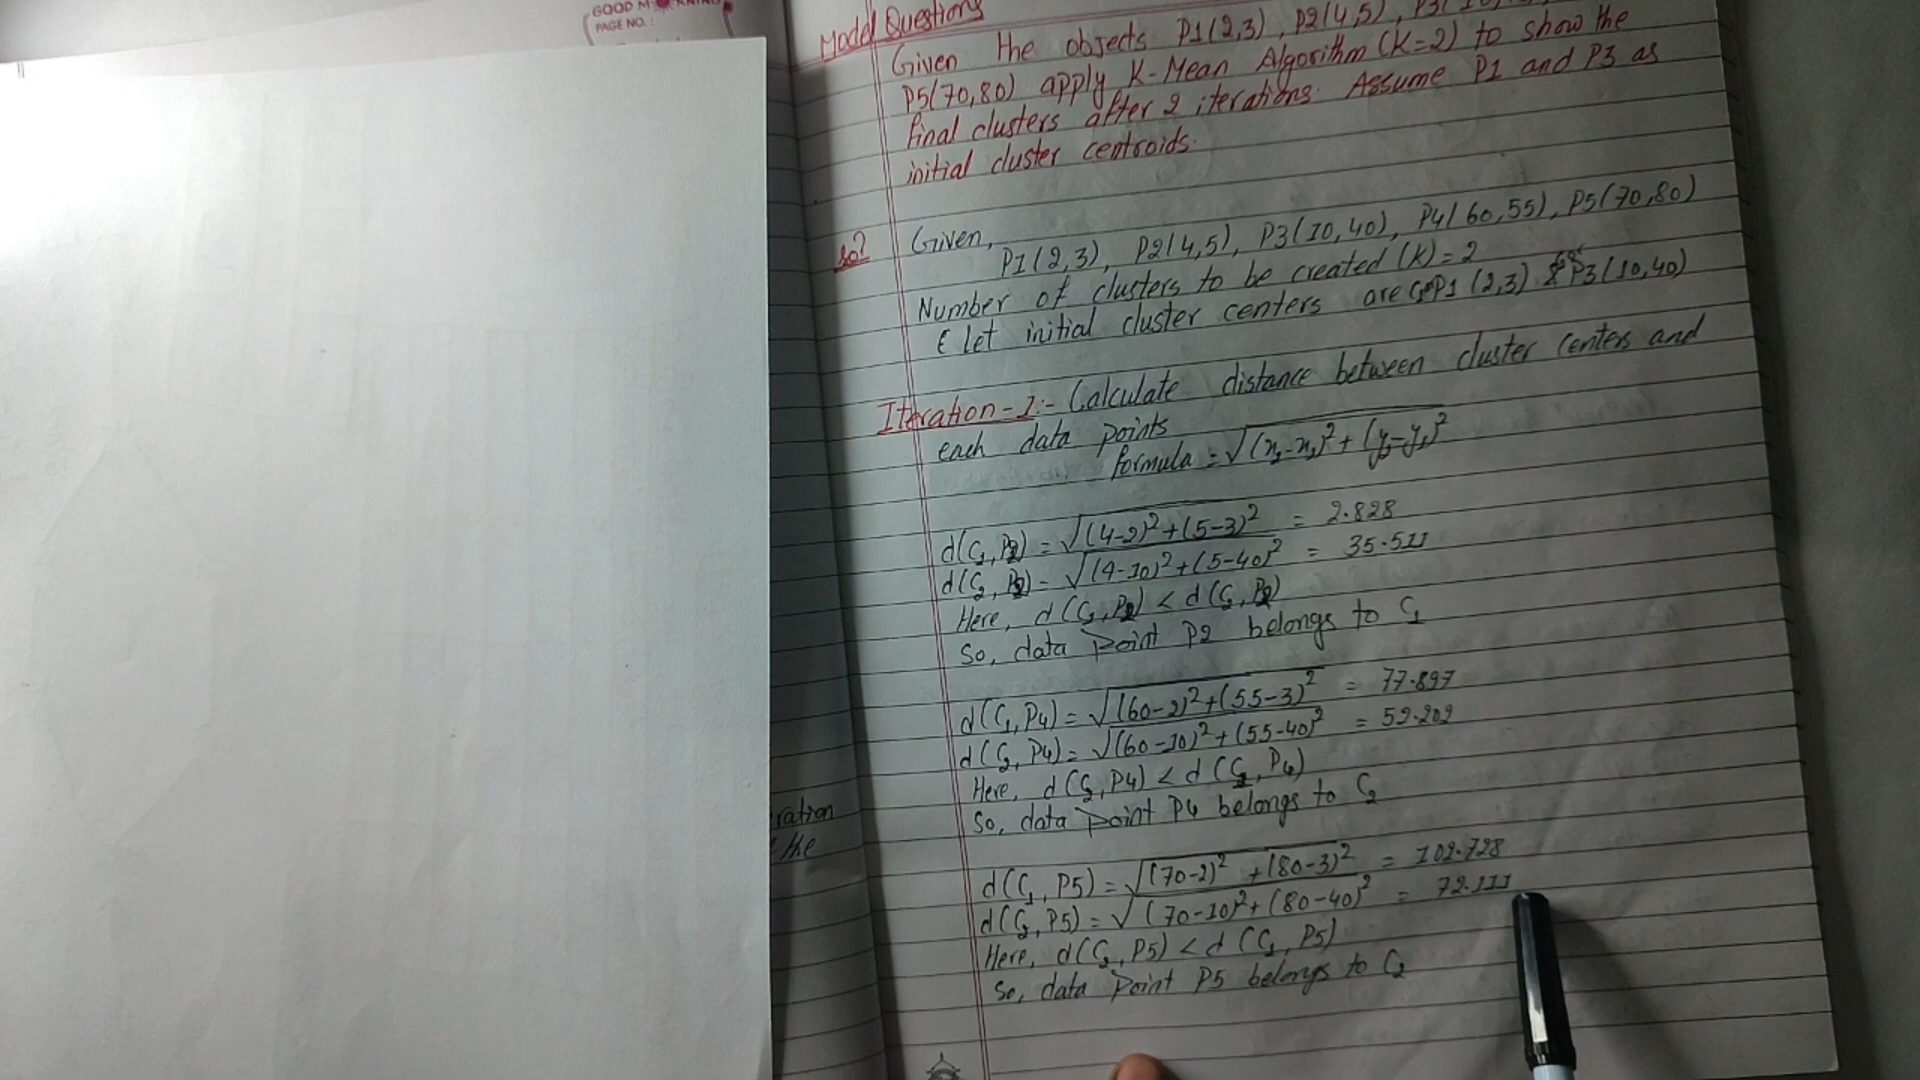 GOOD M RNING
PAGE NO. :
Model Questions
Given the objects P1(2,3), P2(4,5), P3(10,
P5(70,80) apply K-Mean Algorithm (K=2) to show the
final clusters after 2 iterations. Assume P1 and P3 as
initial cluster centroids.
Given,
P1(2,3), P2(4,5), P3(10,40), P4(60,55), P5(70,80)
Number of clusters to be created (k) = 2
& let initial cluster centers are P1 (2,3) & P3(10,40)
Iteration-1:- Calculate distance between cluster centers and
each data points
formula = √(x₂-x₁)²+(y₂-y₁)²
d(C₁,P2) = √(4-2)²+(5-3)² = 2.828
d(C₂,P2) = √(4-10)²+(5-40)² = 35.511
Here, d(C₁,P2) < d(C₂,P2)
So, data point P2 belongs to C₁
d(C₁,P4) = √(60-2)²+(55-3)² = 77.897
d(C₂,P4) = √(60-10)²+(55-40)² = 52.202
Here, d(C₂,P4) < d(C₁,P4)
So, data point P4 belongs to C₂
ration
the
d(C₁,P5) = √(70-2)²+(80-3)² = 102.728
d(C₂,P5) = √(70-10)²+(80-40)² = 72.111
Here, d(C₂,P5) < d(C₁,P5)
So, data point P5 belongs to C₂